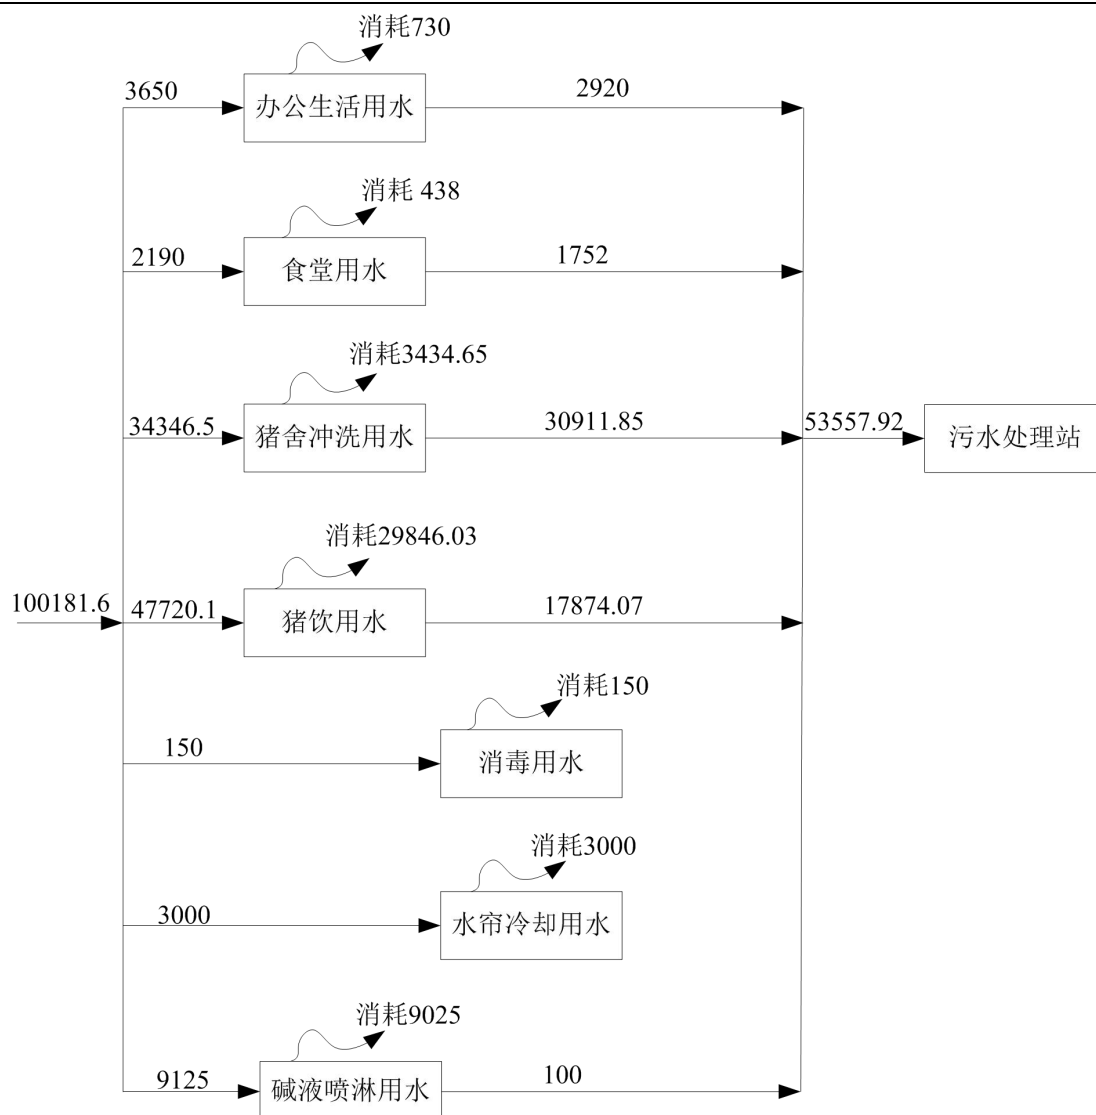 消耗730
3650
办公生活用水
2920
消耗 438
2190
食堂用水
1752
消耗3434.65
34346.5
猪舍冲洗用水
30911.85
53557.92
污水处理站
消耗29846.03
100181.6
47720.1
猪饮用水
17874.07
消耗150
150
消毒用水
消耗3000
3000
水帘冷却用水
消耗9025
9125
碱液喷淋用水
100